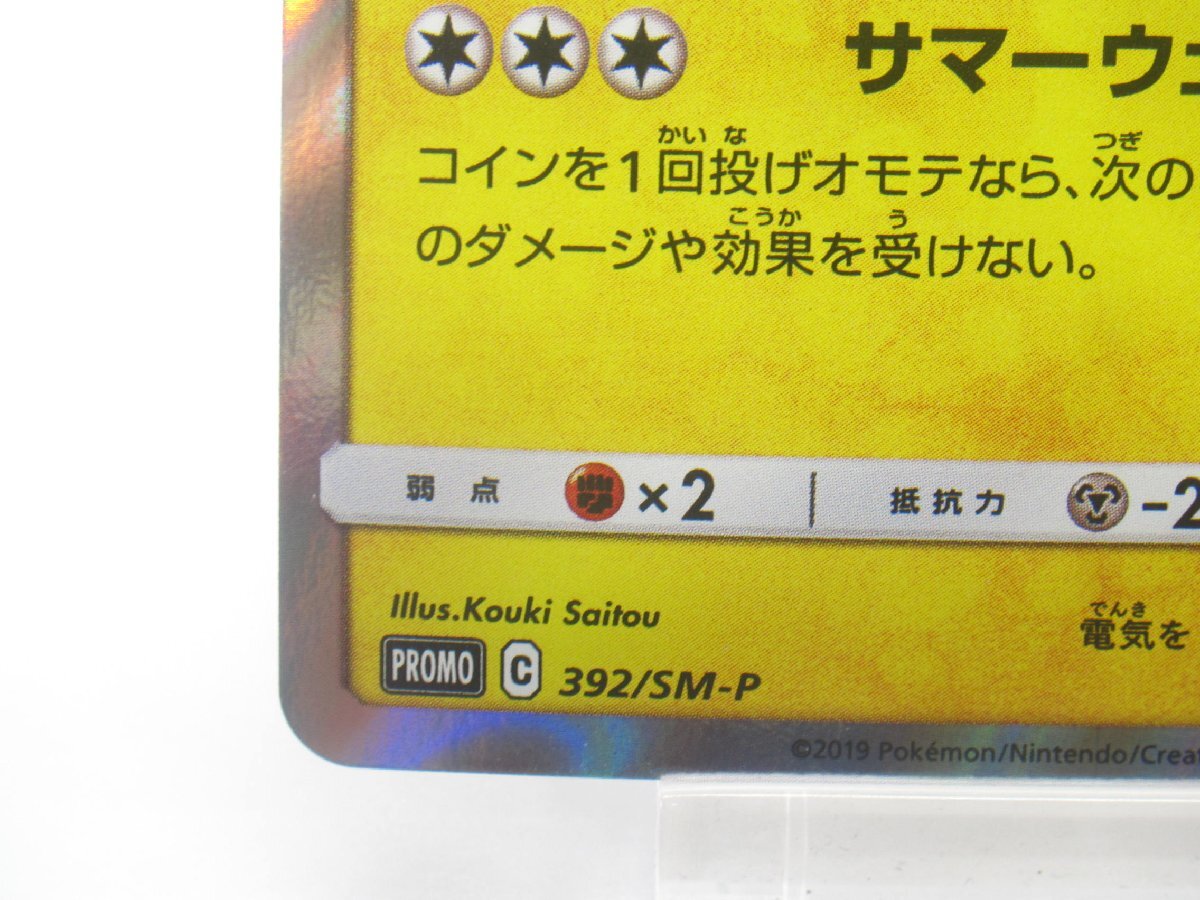 サマーウェ
かいな
つぎ
コインを1回投げオモテなら、次の
こうか
う
のダメージや効果を受けない。
弱点 ×2 抵抗力 -2
Illus.Kouki Saitou
でんき
電気を
PROMO C 392/SM-P
©2019 Pokémon/Nintendo/Creat